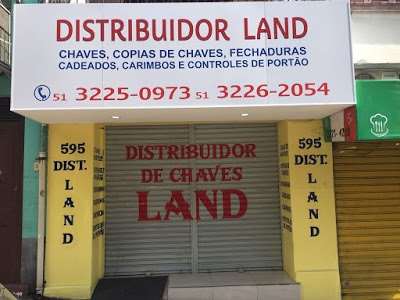 DISTRIBUIDOR LAND
CHAVES, COPIAS DE CHAVES, FECHADURAS
CADEADOS, CARIMBOS E CONTROLES DE PORTÃO
51 3225-0973 51 3226-2054
595
DIST.
L
A
N
D
DISTRIBUIDOR
DE CHAVES
LAND
595
DIST.
L
A
N
D